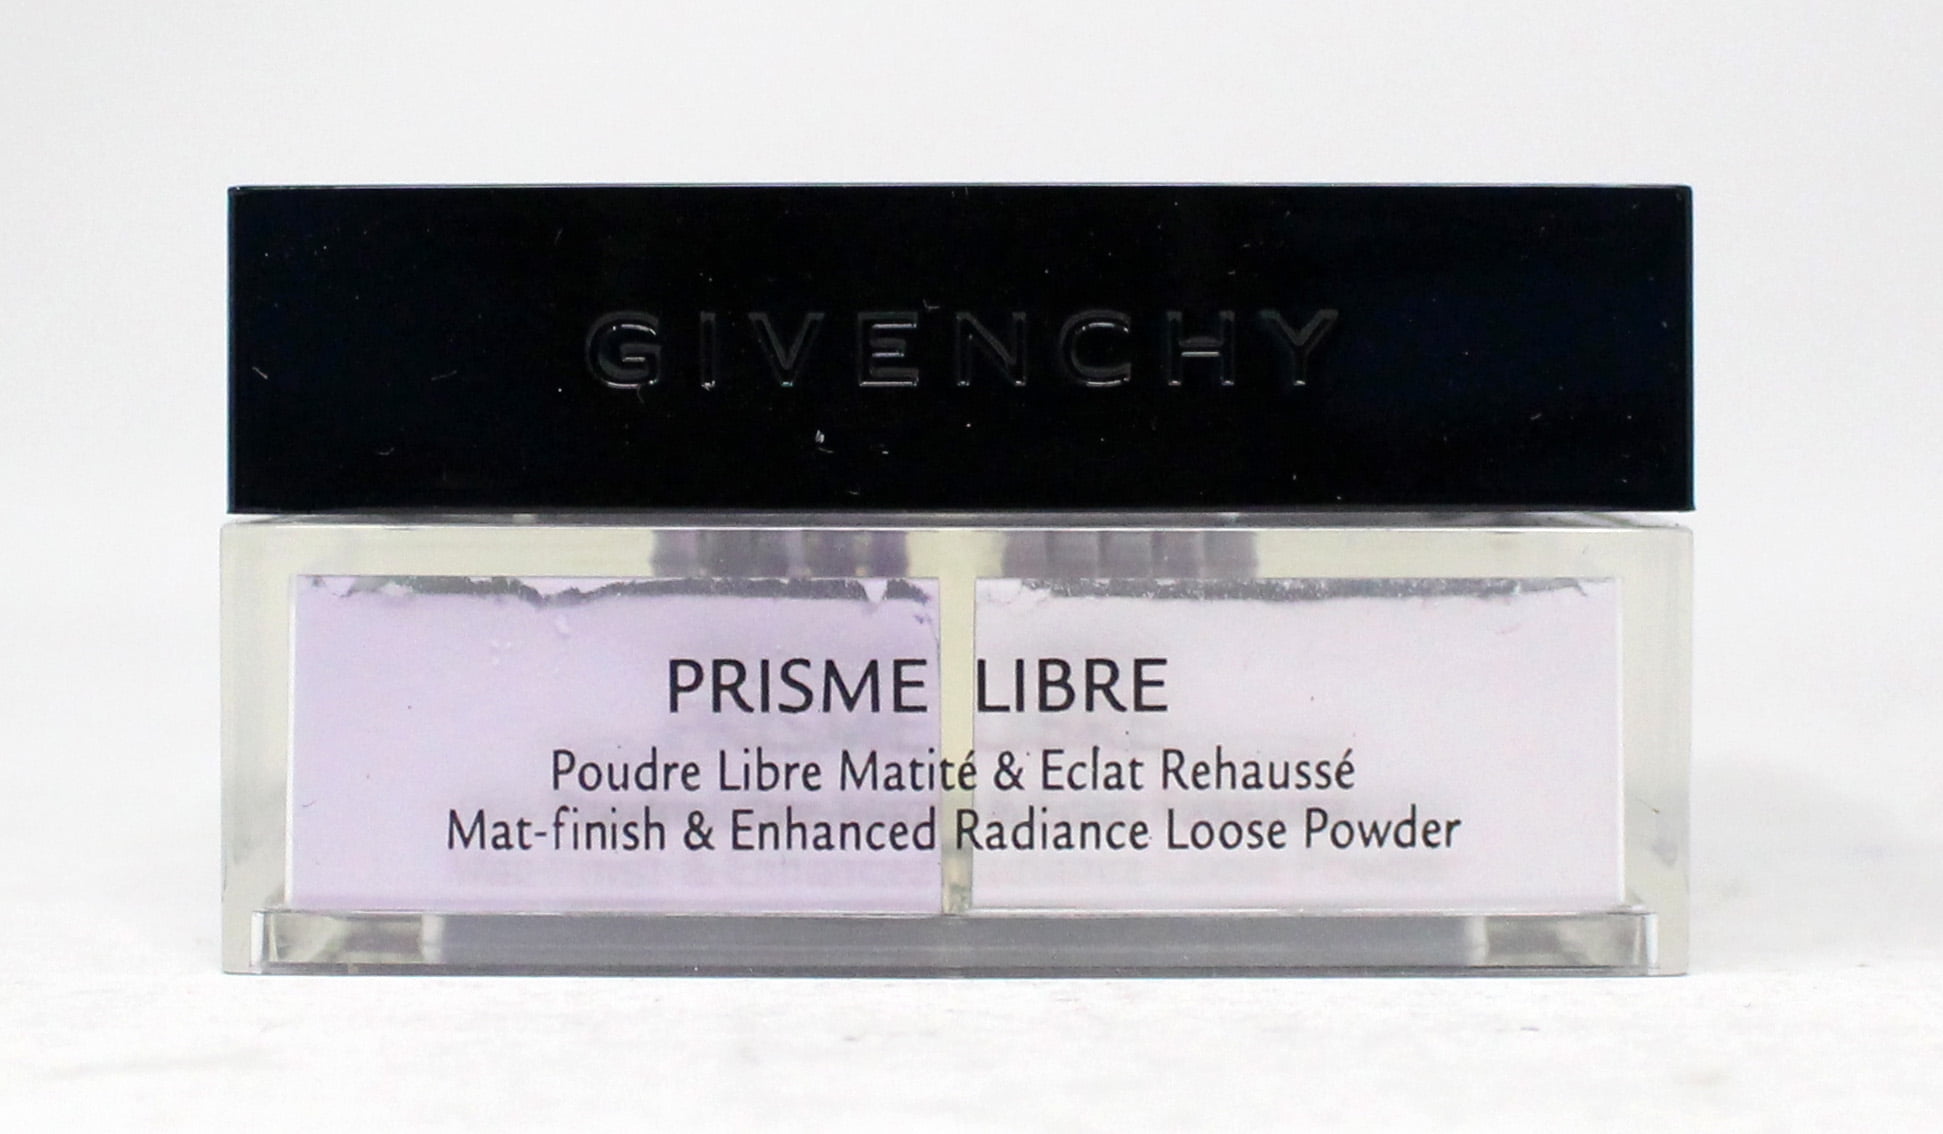 GIVENCHY
PRISME LIBRE
Poudre Libre Matité & Eclat Rehaussé
Mat-finish & Enhanced Radiance Loose Powder